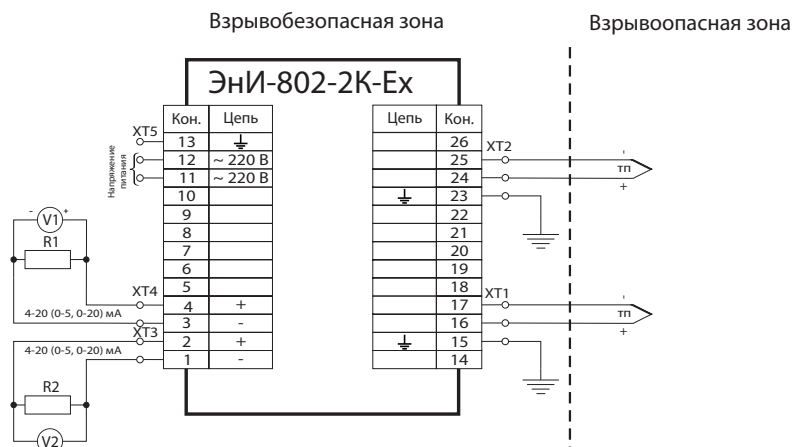 Взрывобезопасная зона
Взрывоопасная зона
ЭнИ-802-2К-Ех
Кон. Цепь
Цепь Кон.
XT5
13
12 ~ 220 В
11 ~ 220 В
10
9
8
7
6
5
4 +
3 -
2 +
1 -
Напряжение
питания
26
25
24
23
22
21
20
19
18
17
16
15
14
XT2
-
ТП
+
XT1
-
ТП
+
- V1 +
R1
XT4
4-20 (0-5, 0-20) мА
XT3
4-20 (0-5, 0-20) мА
R2
V2